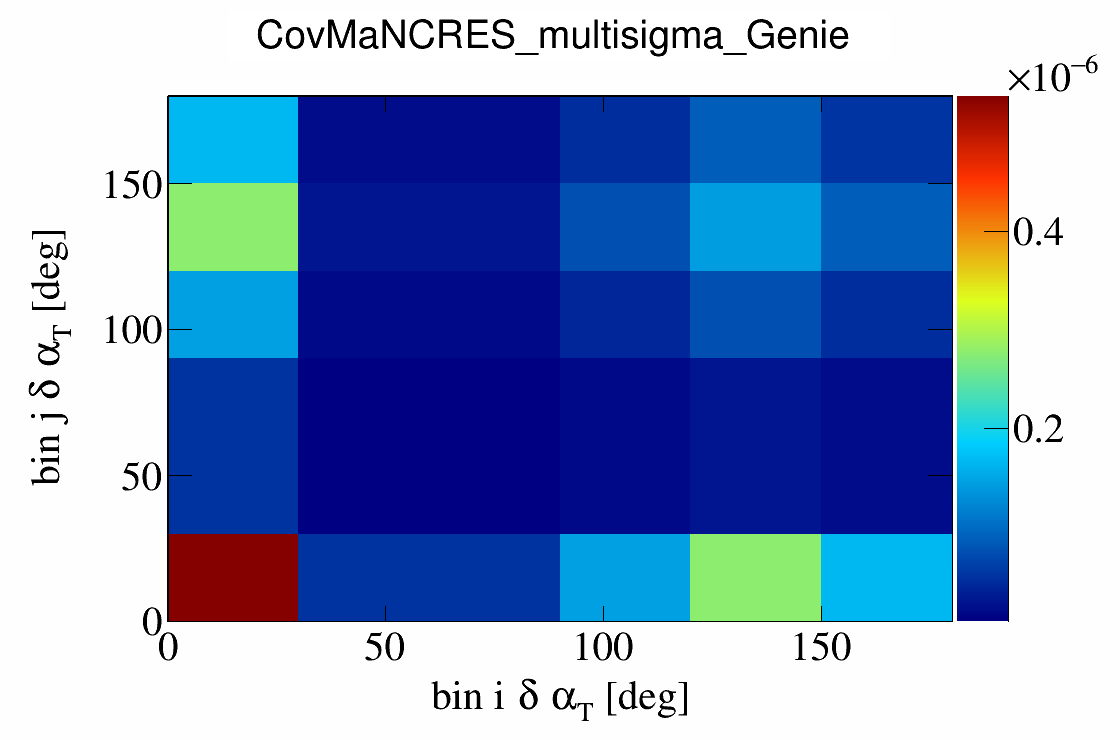 CovMaNCRES_multisigma_Genie
×10⁻⁶
150
100
50
0
0.4
0.2
bin j δ α_T [deg]
0 50 100 150
bin i δ α_T [deg]